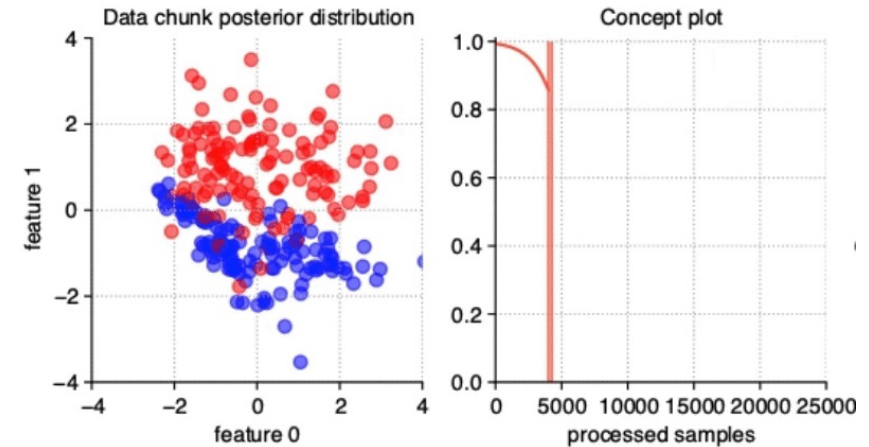 Data chunk posterior distribution
4
2
0
−2
−4
−4 −2 0 2 4
feature 1
feature 0
Concept plot
1.0
0.8
0.6
0.4
0.2
0.0
0 5000 10000 15000 20000 25000
processed samples